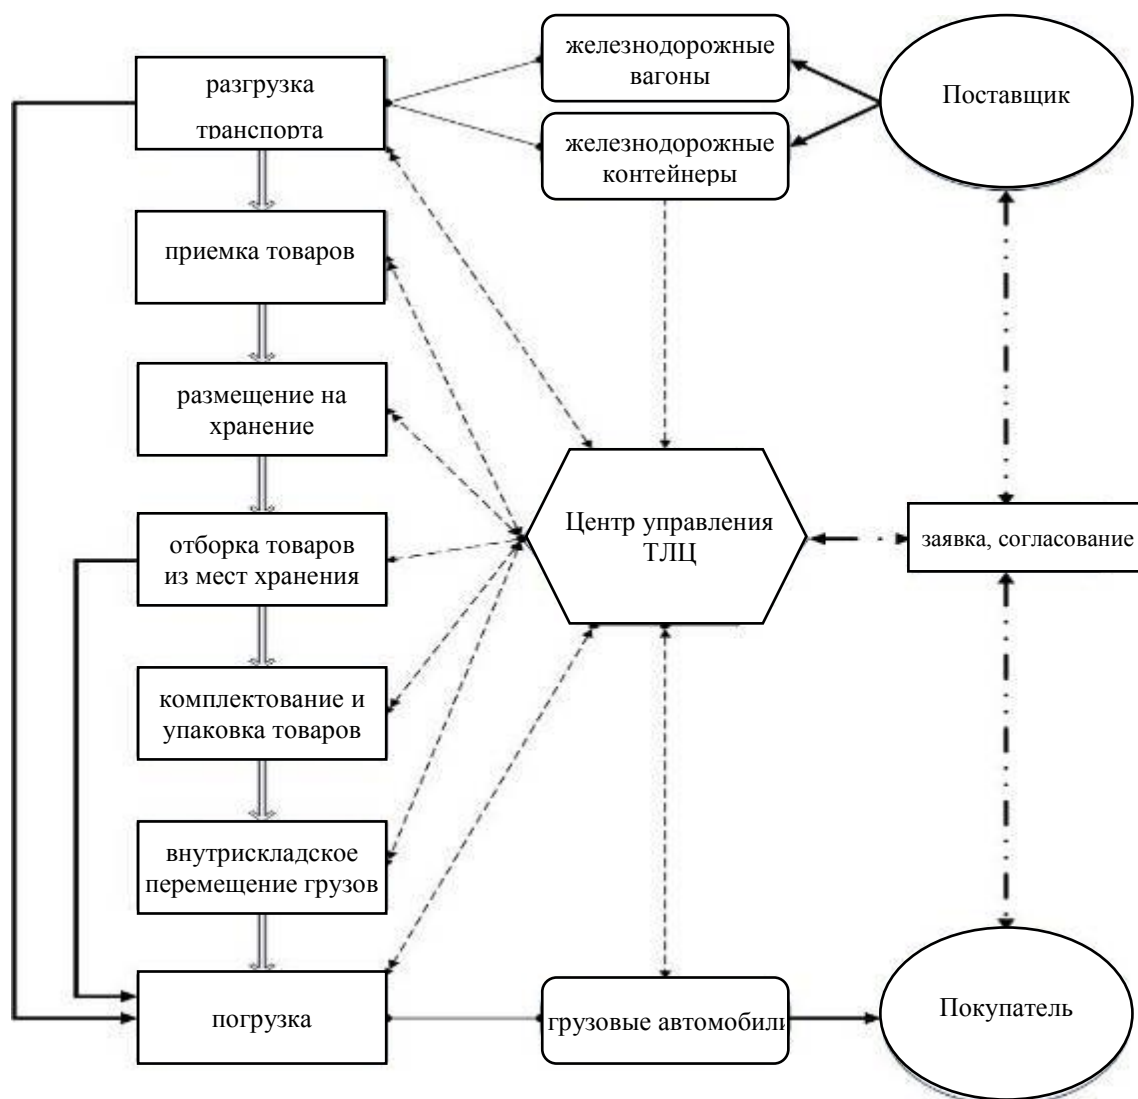 железнодорожные
вагоны
Поставщик
разгрузка
транспорта
железнодорожные
контейнеры
приемка товаров
размещение на
хранение
отборка товаров
из мест хранения
Центр управления
ТЛЦ
заявка, согласование
комплектование и
упаковка товаров
внутрискладское
перемещение грузов
погрузка
грузовые автомобили
Покупатель